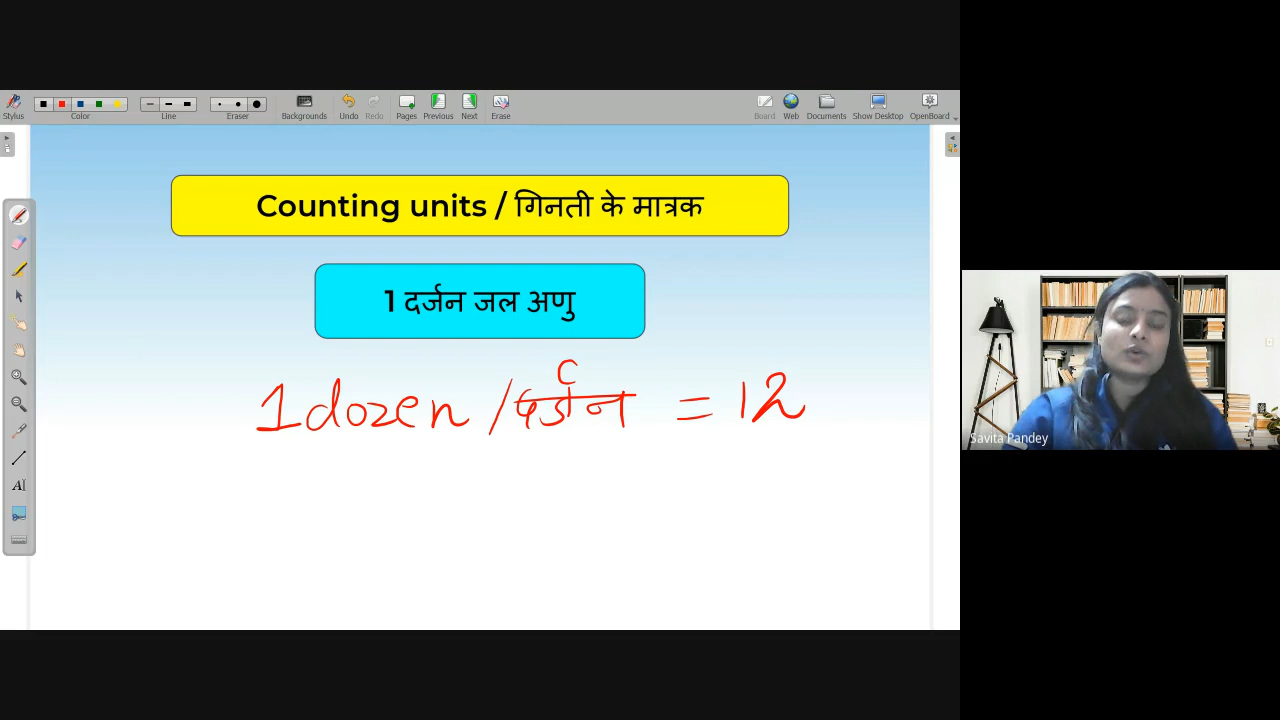 Stylus Color Line Eraser Backgrounds Undo Redo Pages Previous Next Erase Board Web Documents Show Desktop OpenBoard
Counting units / गिनती के मात्रक
1 दर्जन जल अणु
1 dozen / दर्जन = 12
Savita Pandey